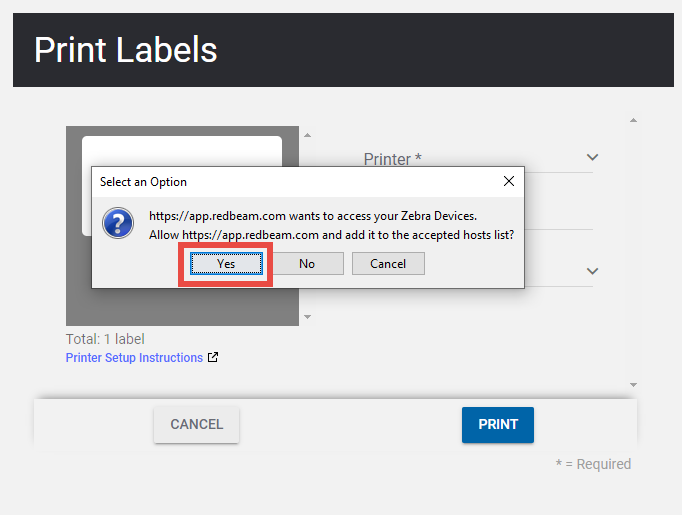 Print Labels
Printer *
Select an Option
https://app.redbeam.com wants to access your Zebra Devices.
Allow https://app.redbeam.com and add it to the accepted hosts list?
Yes No Cancel
Total: 1 label
Printer Setup Instructions
CANCEL PRINT
* = Required